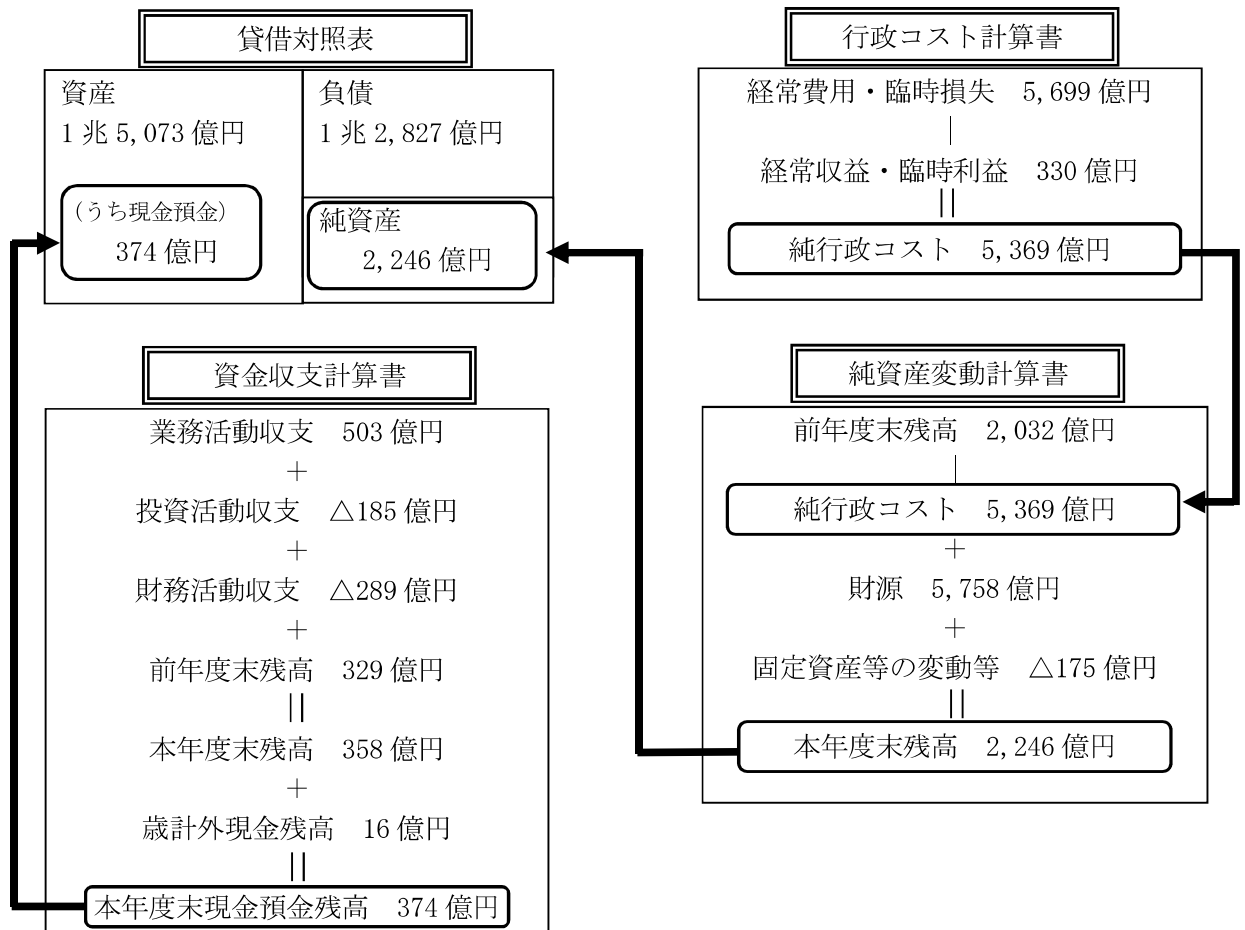 貸借対照表
資産
1兆5,073億円
(うち現金預金)
374億円
負債
1兆2,827億円
純資産
2,246億円
行政コスト計算書
経常費用・臨時損失　5,699億円
｜
経常収益・臨時利益　330億円
||
純行政コスト　5,369億円
資金収支計算書
業務活動収支　503億円
＋
投資活動収支　△185億円
＋
財務活動収支　△289億円
＋
前年度末残高　329億円
||
本年度末残高　358億円
＋
歳計外現金残高　16億円
||
本年度末現金預金残高　374億円
純資産変動計算書
前年度末残高　2,032億円
｜
純行政コスト　5,369億円
＋
財源　5,758億円
＋
固定資産等の変動等　△175億円
||
本年度末残高　2,246億円